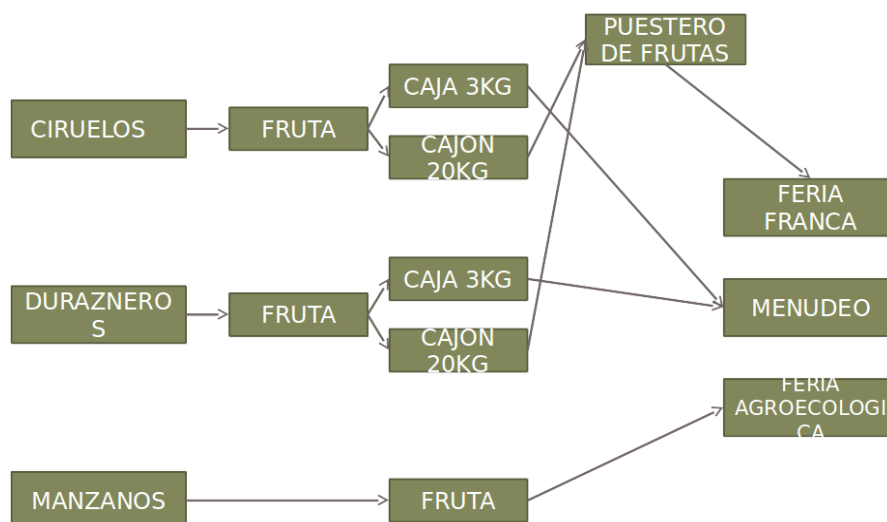 PUESTERO
DE FRUTAS
CAJA 3KG
CIRUELOS
FRUTA
CAJON
20KG
FERIA
FRANCA
CAJA 3KG
DURAZNERO
S
FRUTA
MENUDEO
CAJON
20KG
FERIA
AGROECOLOGI
CA
MANZANOS
FRUTA